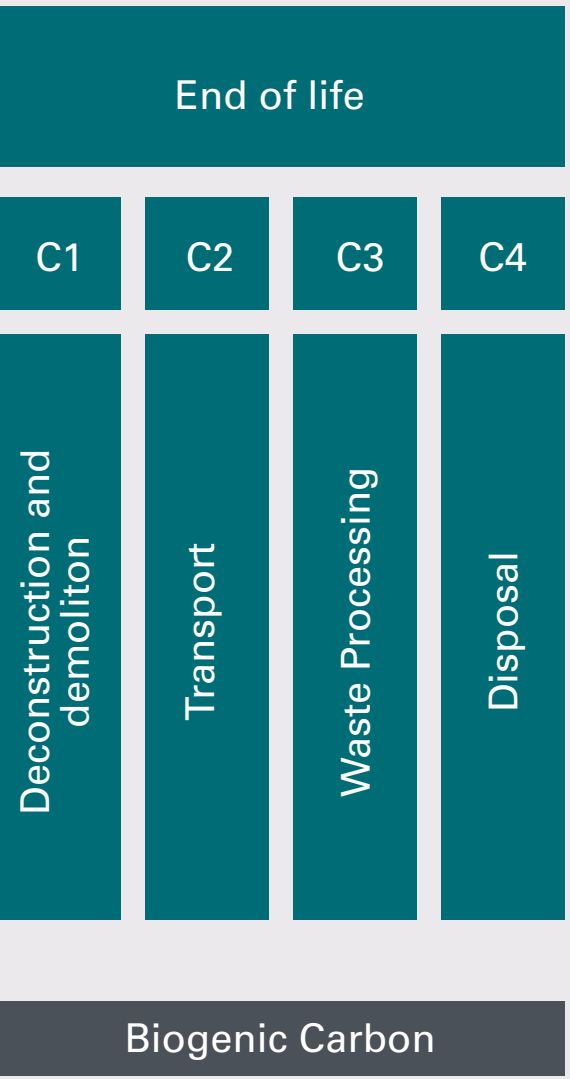 End of life
C1
C2
C3
C4
Deconstruction and
demoliton
Transport
Waste Processing
Disposal
Biogenic Carbon